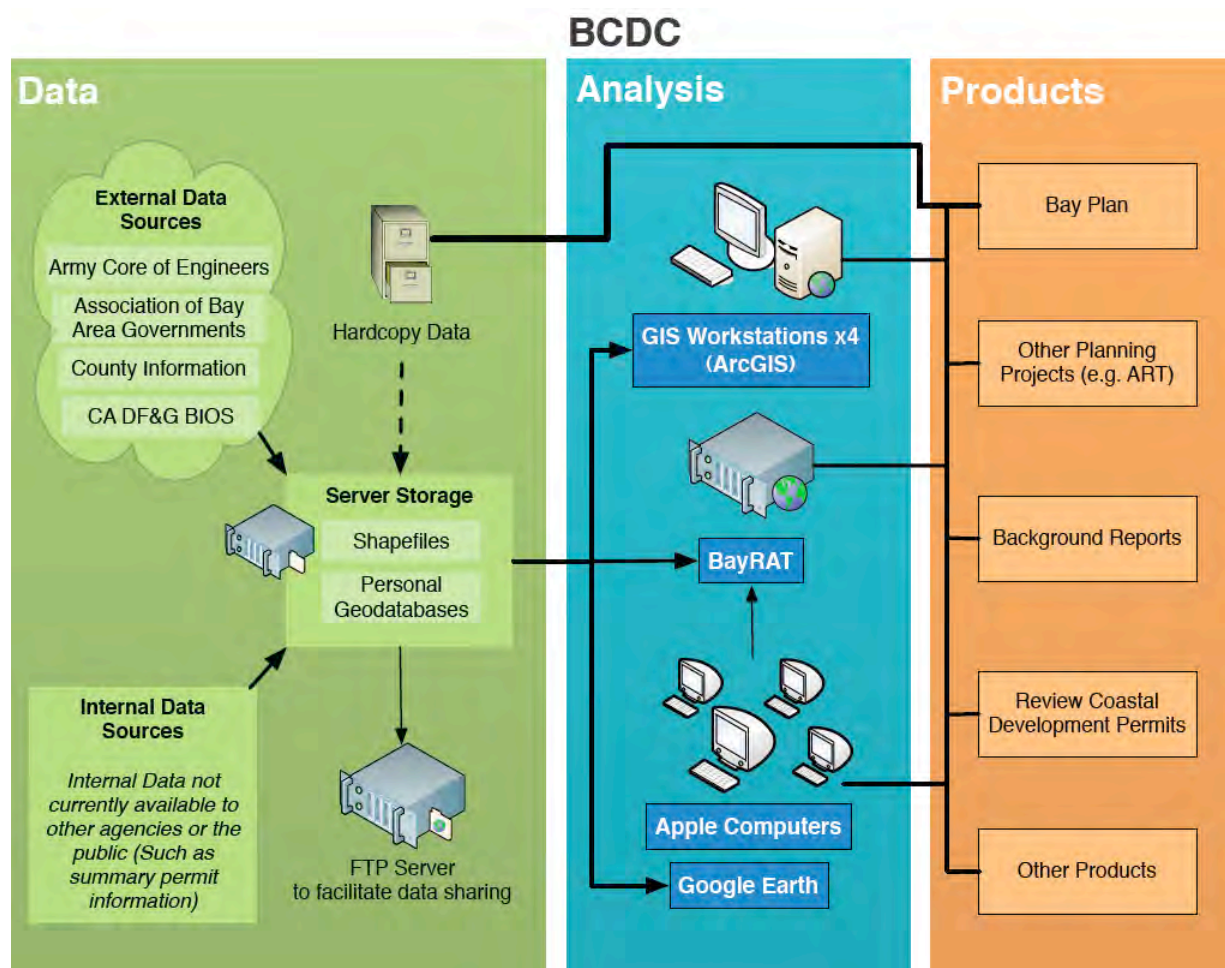 BCDC
Data
External Data
Sources
Army Core of Engineers
Association of Bay
Area Governments
County Information
CA DF&G BIOS
Hardcopy Data
Server Storage
Shapefiles
Personal
Geodatabases
Internal Data
Sources
Internal Data not
currently available to
other agencies or the
public (Such as
summary permit
information)
FTP Server
to facilitate data sharing
Analysis
GIS Workstations x4
(ArcGIS)
BayRAT
Apple Computers
Google Earth
Products
Bay Plan
Other Planning
Projects (e.g. ART)
Background Reports
Review Coastal
Development Permits
Other Products